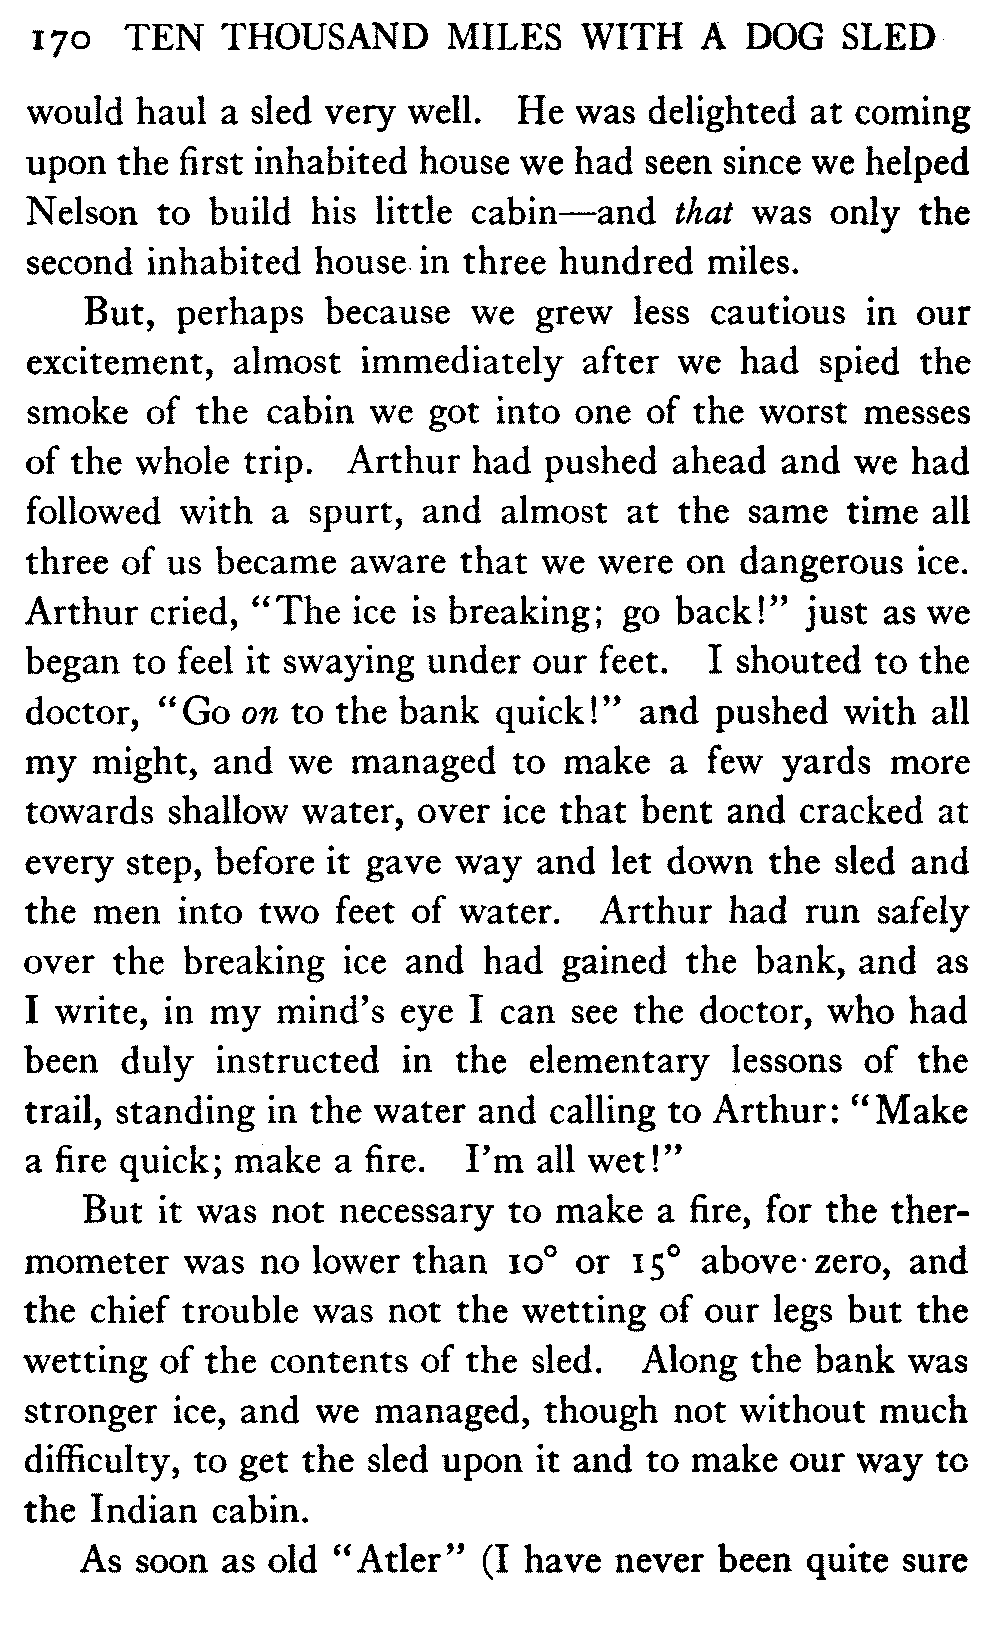 170 TEN THOUSAND MILES WITH A DOG SLED
would haul a sled very well. He was delighted at coming
upon the first inhabited house we had seen since we helped
Nelson to build his little cabin—and that was only the
second inhabited house in three hundred miles.
But, perhaps because we grew less cautious in our
excitement, almost immediately after we had spied the
smoke of the cabin we got into one of the worst messes
of the whole trip. Arthur had pushed ahead and we had
followed with a spurt, and almost at the same time all
three of us became aware that we were on dangerous ice.
Arthur cried, “The ice is breaking; go back!” just as we
began to feel it swaying under our feet. I shouted to the
doctor, “Go on to the bank quick!” and pushed with all
my might, and we managed to make a few yards more
towards shallow water, over ice that bent and cracked at
every step, before it gave way and let down the sled and
the men into two feet of water. Arthur had run safely
over the breaking ice and had gained the bank, and as
I write, in my mind’s eye I can see the doctor, who had
been duly instructed in the elementary lessons of the
trail, standing in the water and calling to Arthur: “Make
a fire quick; make a fire. I’m all wet!”
But it was not necessary to make a fire, for the ther-
mometer was no lower than 10° or 15° above zero, and
the chief trouble was not the wetting of our legs but the
wetting of the contents of the sled. Along the bank was
stronger ice, and we managed, though not without much
difficulty, to get the sled upon it and to make our way to
the Indian cabin.
As soon as old “Atler” (I have never been quite sure